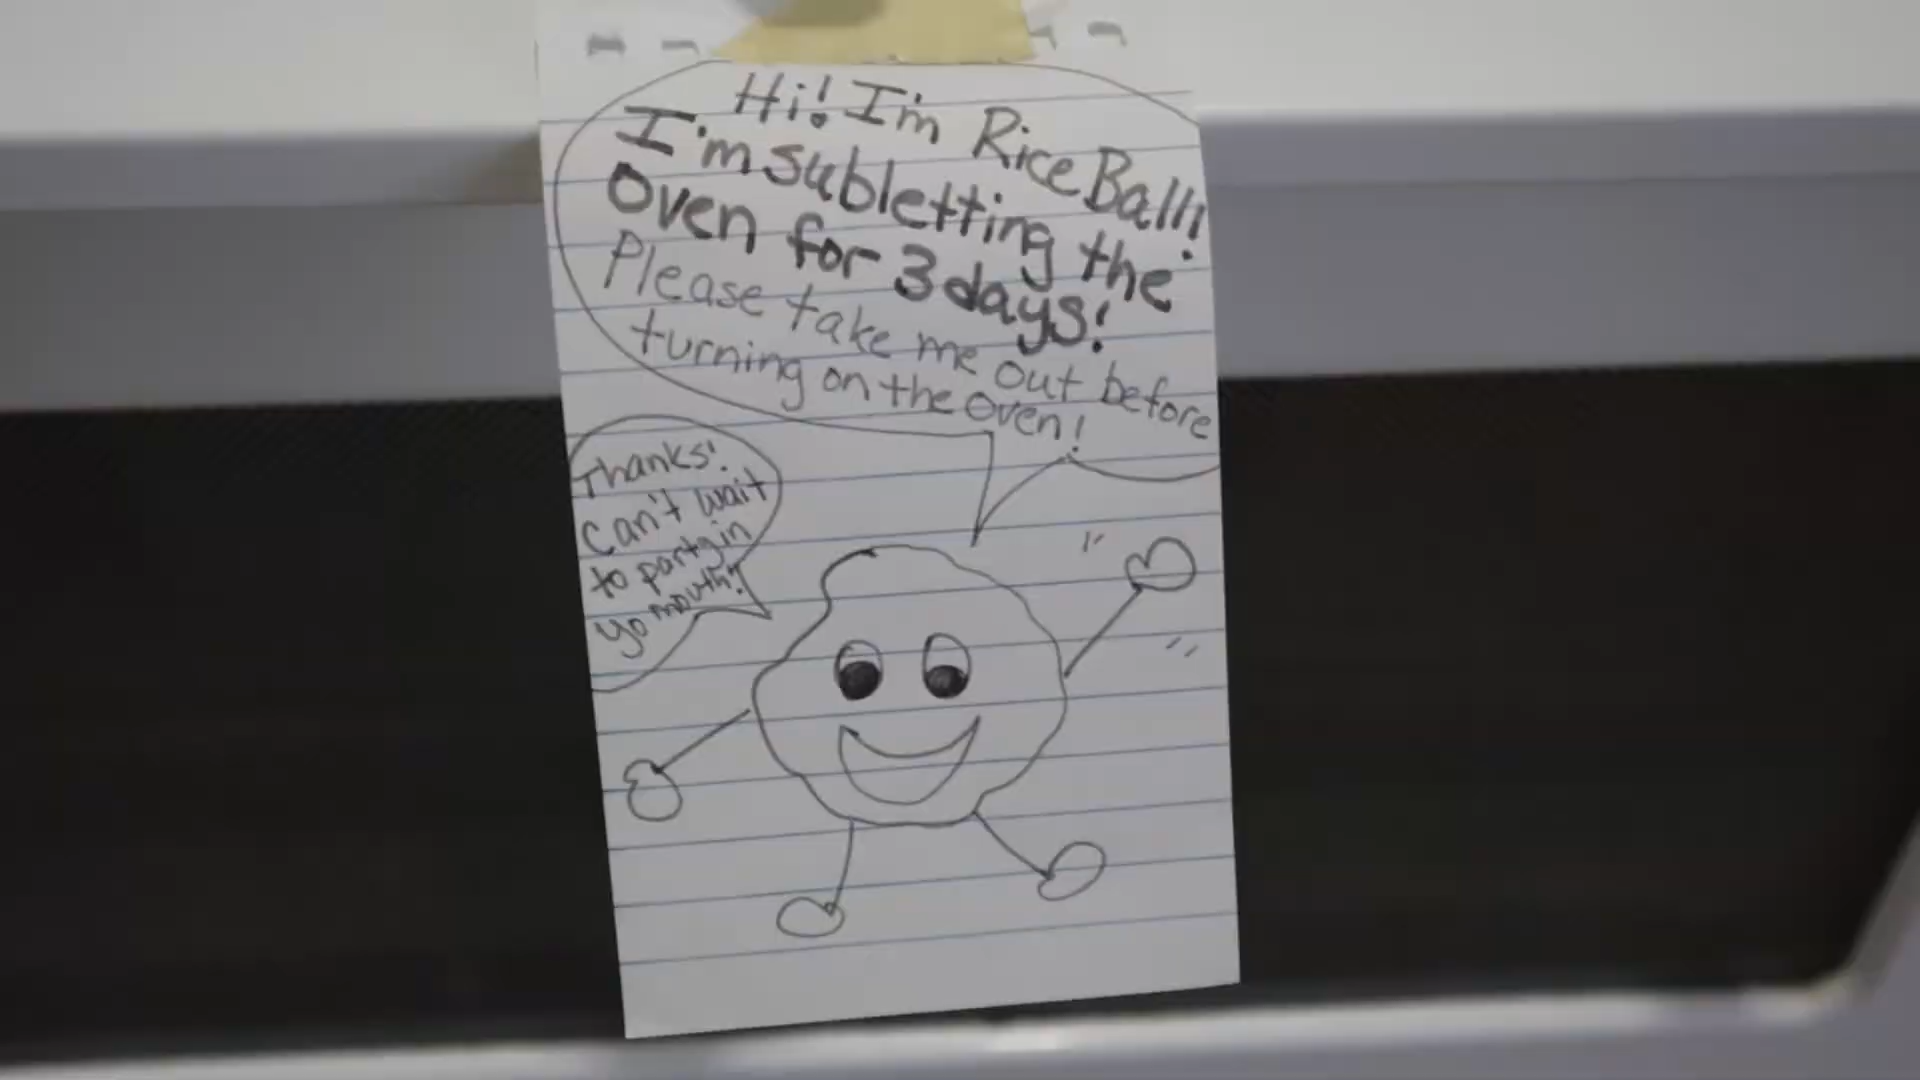 Hi! I'm Rice Ball!
I'm subletting the
Oven for 3 days!
Please take me out before
turning on the oven!
Thanks!
Can't wait
to party in
yo mouth!